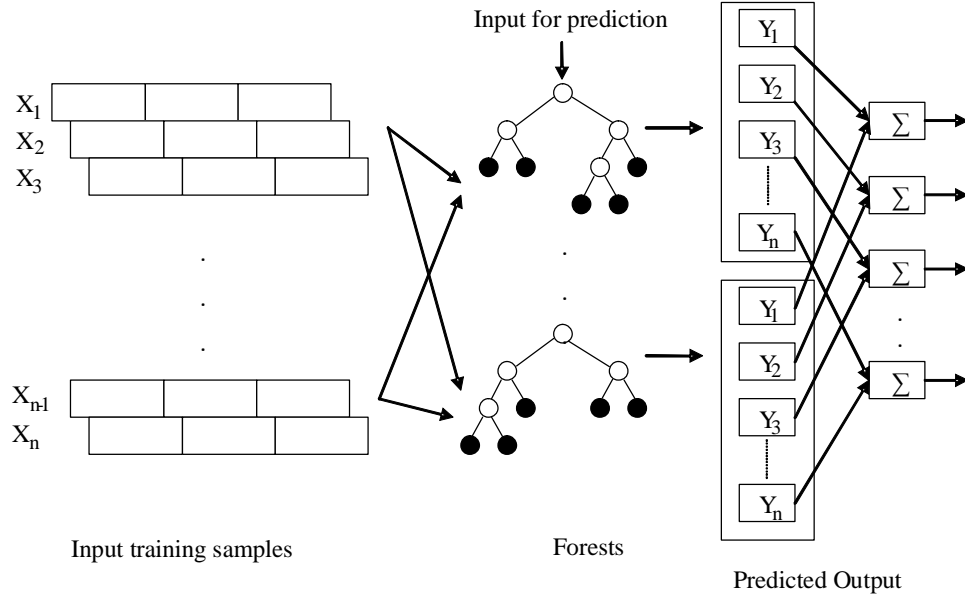 Input for prediction
X1
X2
X3
Xn-1
Xn
Y1
Y2
Y3
Yn
Y1
Y2
Y3
Yn
Σ
Σ
Σ
Σ
Input training samples
Forests
Predicted Output